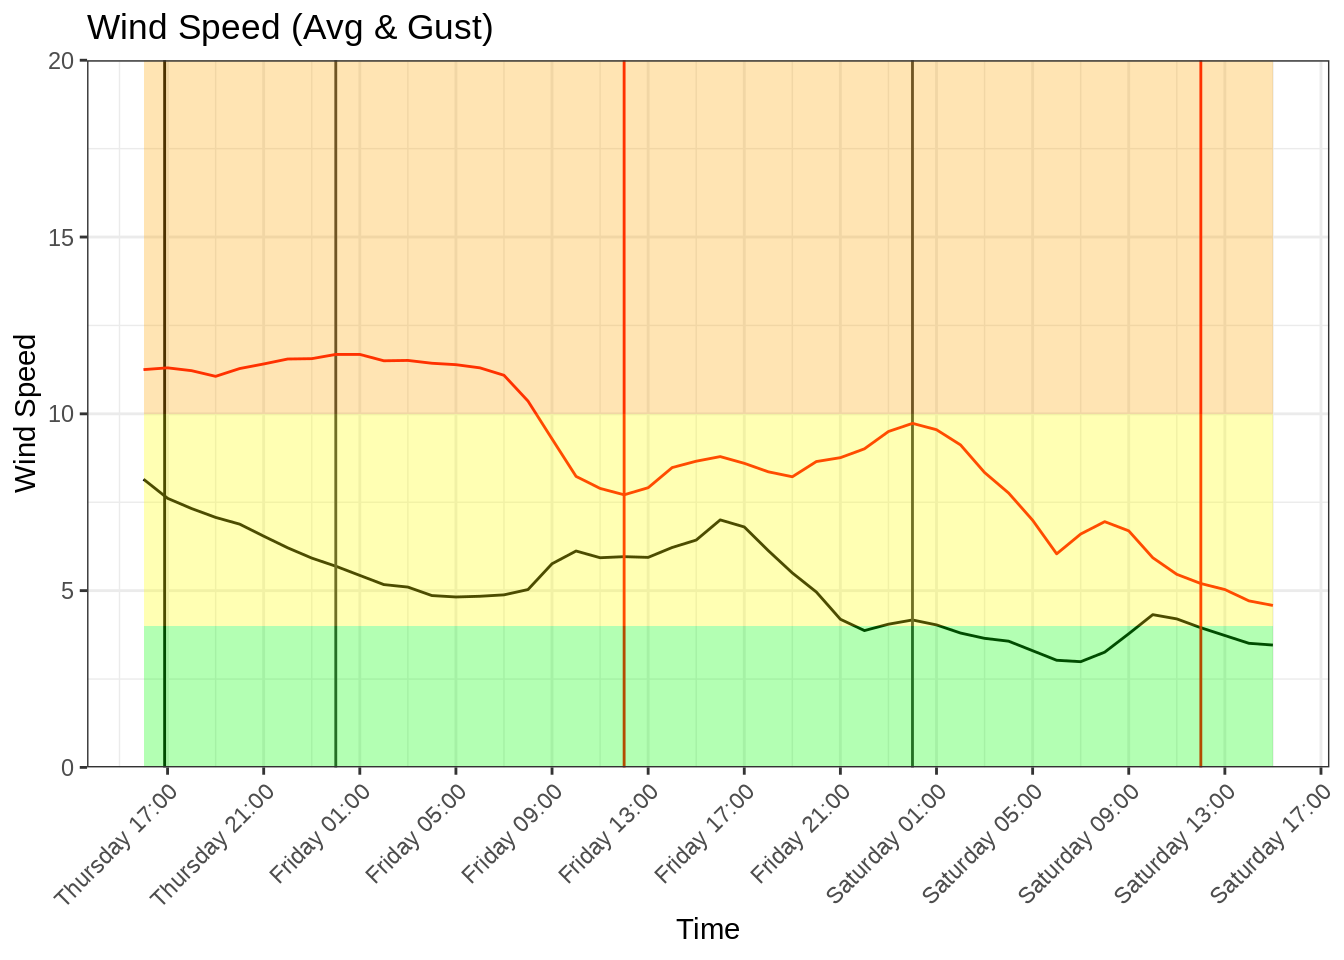 Wind Speed (Avg & Gust)
20
15
10
5
0
Wind Speed
Thursday 17:00
Thursday 21:00
Friday 01:00
Friday 05:00
Friday 09:00
Friday 13:00
Friday 17:00
Friday 21:00
Saturday 01:00
Saturday 05:00
Saturday 09:00
Saturday 13:00
Saturday 17:00
Time